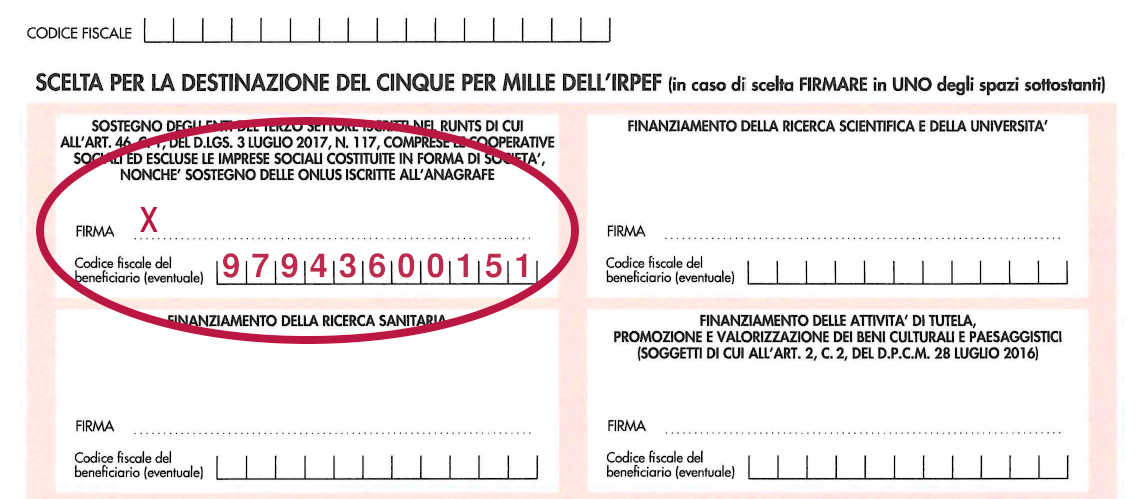 CODICE FISCALE
SCELTA PER LA DESTINAZIONE DEL CINQUE PER MILLE DELL'IRPEF (in caso di scelta FIRMARE in UNO degli spazi sottostanti)
SOSTEGNO DEGLI ENTI DEL TERZO SETTORE ISCRITTI NEL RUNTS DI CUI
ALL'ART. 46, C. 1, DEL D.LGS. 3 LUGLIO 2017, N. 117, COMPRESE LE COOPERATIVE
SOCIALI ED ESCLUSE LE IMPRESE SOCIALI COSTITUITE IN FORMA DI SOCIETA',
NONCHE' SOSTEGNO DELLE ONLUS ISCRITTE ALL'ANAGRAFE
FIRMA X
Codice fiscale del
beneficiario (eventuale) 97943600151
FINANZIAMENTO DELLA RICERCA SCIENTIFICA E DELLA UNIVERSITA'
FIRMA
Codice fiscale del
beneficiario (eventuale)
FINANZIAMENTO DELLA RICERCA SANITARIA
FIRMA
Codice fiscale del
beneficiario (eventuale)
FINANZIAMENTO DELLE ATTIVITA' DI TUTELA,
PROMOZIONE E VALORIZZAZIONE DEI BENI CULTURALI E PAESAGGISTICI
(SOGGETTI DI CUI ALL'ART. 2, C. 2, DEL D.P.C.M. 28 LUGLIO 2016)
FIRMA
Codice fiscale del
beneficiario (eventuale)